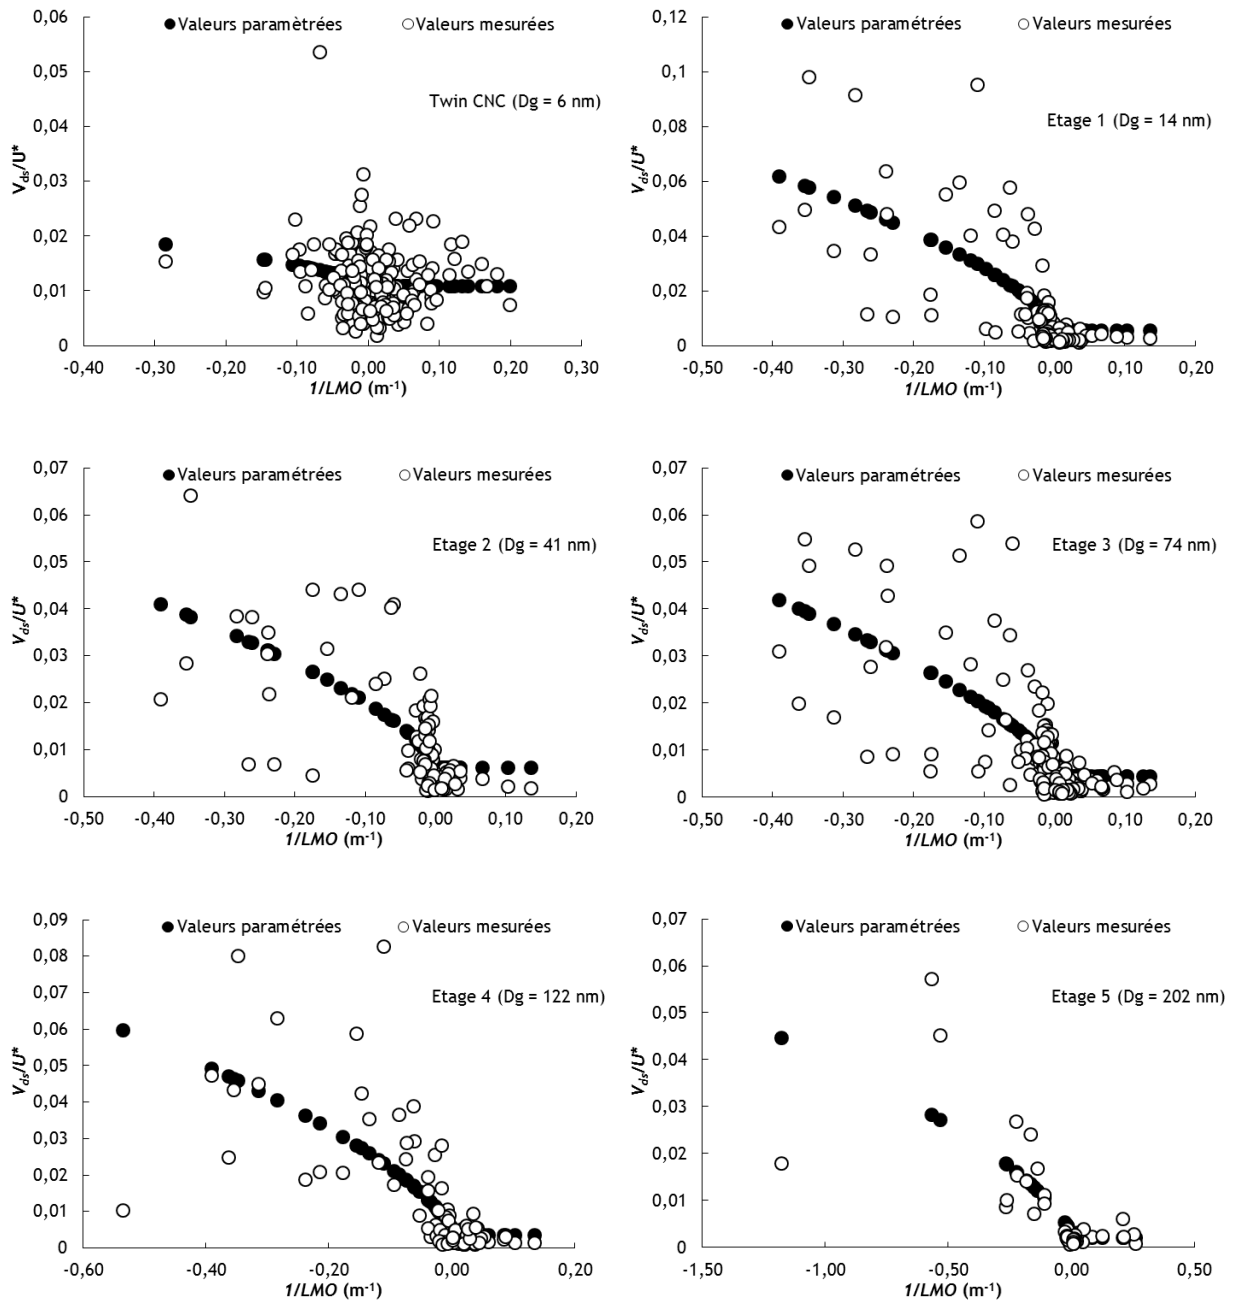 0,06
0,05
0,04
0,03
0,02
0,01
0
Valeurs paramètrées
Valeurs mesurées
Twin CNC (Dg = 6 nm)
V_ds/U*
-0,40 -0,30 -0,20 -0,10 0,00 0,10 0,20 0,30
1/LMO (m⁻¹)
0,12
0,1
0,08
0,06
0,04
0,02
0
Valeurs paramétrées
Valeurs mesurées
Etage 1 (Dg = 14 nm)
V_ds/U*
-0,50 -0,40 -0,30 -0,20 -0,10 0,00 0,10 0,20
1/LMO (m⁻¹)
0,07
0,06
0,05
0,04
0,03
0,02
0,01
0
Valeurs paramétrées
Valeurs mesurées
Etage 2 (Dg = 41 nm)
V_ds/U*
-0,50 -0,40 -0,30 -0,20 -0,10 0,00 0,10 0,20
1/LMO (m⁻¹)
0,07
0,06
0,05
0,04
0,03
0,02
0,01
0
Valeurs paramétrées
Valeurs mesurées
Etage 3 (Dg = 74 nm)
V_ds/U*
-0,50 -0,40 -0,30 -0,20 -0,10 0,00 0,10 0,20
1/LMO (m⁻¹)
0,09
0,08
0,07
0,06
0,05
0,04
0,03
0,02
0,01
0
Valeurs paramétrées
Valeurs mesurées
Etage 4 (Dg = 122 nm)
V_ds/U*
-0,60 -0,40 -0,20 0,00 0,20
1/LMO (m⁻¹)
0,07
0,06
0,05
0,04
0,03
0,02
0,01
0
Valeurs paramétrées
Valeurs mesurées
Etage 5 (Dg = 202 nm)
V_ds/U*
-1,50 -1,00 -0,50 0,00 0,50
1/LMO (m⁻¹)